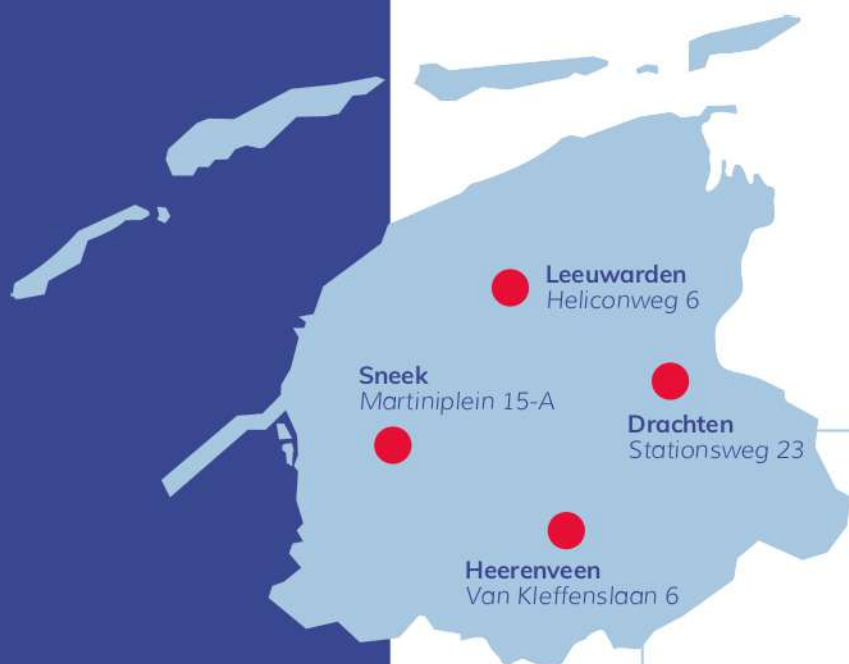 Leeuwarden
Heliconweg 6
Sneek
Martiniplein 15-A
Drachten
Stationsweg 23
Heerenveen
Van Kleffenslaan 6